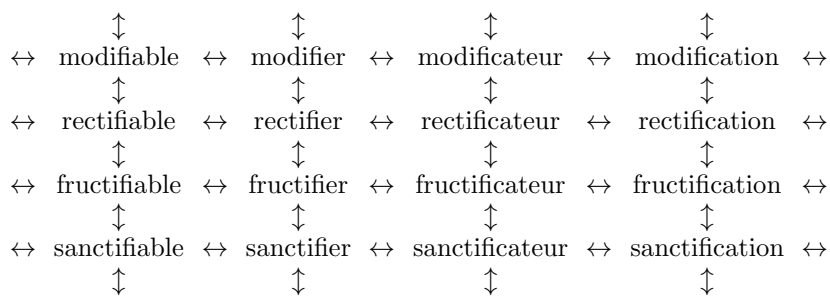 ↕ ↕ ↕ ↕
↔ modifiable ↔ modifier ↔ modificateur ↔ modification ↔
↕ ↕ ↕ ↕
↔ rectifiable ↔ rectifier ↔ rectificateur ↔ rectification ↔
↕ ↕ ↕ ↕
↔ fructifiable ↔ fructifier ↔ fructificateur ↔ fructification ↔
↕ ↕ ↕ ↕
↔ sanctifiable ↔ sanctifier ↔ sanctificateur ↔ sanctification ↔
↕ ↕ ↕ ↕